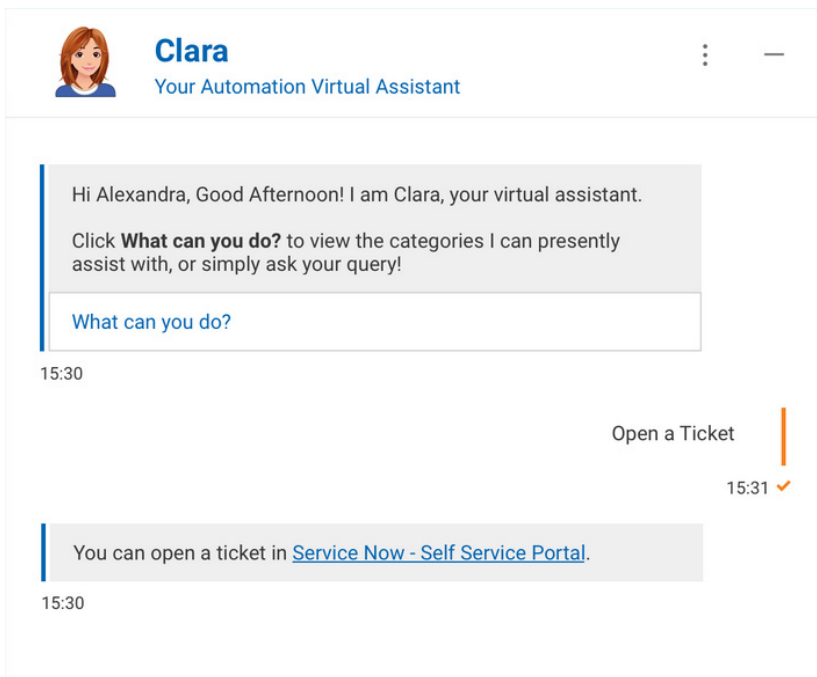 Clara
Your Automation Virtual Assistant
Hi Alexandra, Good Afternoon! I am Clara, your virtual assistant.
Click What can you do? to view the categories I can presently
assist with, or simply ask your query!
What can you do?
15:30
Open a Ticket
15:31
You can open a ticket in Service Now - Self Service Portal.
15:30